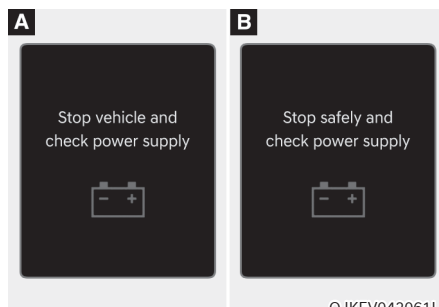 A
Stop vehicle and
check power supply
B
Stop safely and
check power supply